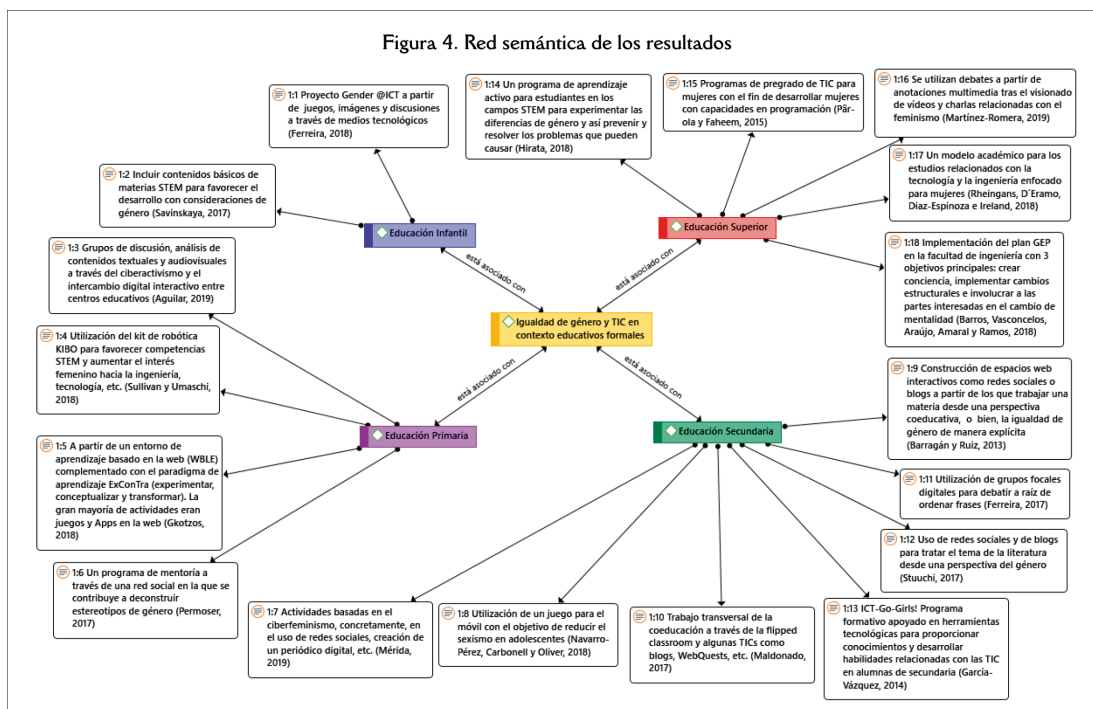 Figura 4. Red semántica de los resultados
1:1 Proyecto Gender @ICT a partir
de juegos, imágenes y discusiones
a través de medios tecnológicos
(Ferreira, 2018)
1:14 Un programa de aprendizaje
activo para estudiantes en los
campos STEM para experimentar
las diferencias de género y así prevenir y
resolver los problemas que pueden
causar (Hirata, 2018)
1:15 Programas de pregrado de TIC para
mujeres con el fin de desarrollar mujeres
con capacidades en programación (Pãr-
ola y Faheem, 2015)
1:16 Se utilizan debates a partir de
anotaciones multimedia tras el visionado
de vídeos y charlas relacionadas con el
feminismo (Martínez-Romera, 2019)
1:2 Incluir contenidos básicos de
materias STEM para favorecer el
desarrollo con consideraciones de
género (Savinskaya, 2017)
1:17 Un modelo académico para los
estudios relacionados con la
tecnología y la ingeniería enfocado
para mujeres (Rheingans, D´Eramo,
Diaz-Espinoza e Ireland, 2018)
Educación Infantil
Educación Superior
1:3 Grupos de discusión, análisis de
contenidos textuales y audiovisuales
a través del ciberactivismo y el
intercambio digital interactivo entre
centros educativos (Aguilar, 2019)
está asociado con
está asociado con
1:18 Implementación del plan GEP
en la facultad de ingeniería con 3
objetivos principales: crear
conciencia, implementar cambios
estructurales e involucrar a las
partes interesadas en el cambio de
mentalidad (Barros, Vasconcelos,
Araújo, Amaral y Ramos, 2018)
Igualdad de género y TIC en
contexto educativos formales
1:4 Utilización del kit de robótica
KIBO para favorecer competencias
STEM y aumentar el interés
femenino hacia la ingeniería,
tecnología, etc. (Sullivan y Umaschi,
2018)
está asociado con
está asociado con
1:9 Construcción de espacios web
interactivos como redes sociales o
blogs a partir de los que trabajar una
materia desde una perspectiva
coeducativa, o bien, la igualdad de
género de manera explícita
(Barragán y Ruiz, 2013)
Educación Primaria
Educación Secundaria
1:5 A partir de un entorno de
aprendizaje basado en la web (WBLE)
complementado con el paradigma de
aprendizaje ExConTra (experimentar,
conceptualizar y transformar). La
gran mayoría de actividades eran
juegos y Apps en la web (Gkotzos,
2018)
1:11 Utilización de grupos focales
digitales para debatir a raíz de
ordenar frases (Ferreira, 2017)
1:12 Uso de redes sociales y de blogs
para tratar el tema de la literatura
desde una perspectiva del género
(Stuuchi, 2017)
1:6 Un programa de mentoría a
través de una red social en la que se
contribuye a deconstruir
estereotipos de género (Permoser,
2017)
1:7 Actividades basadas en el
ciberfeminismo, concretamente, en
el uso de redes sociales, creación de
un periódico digital, etc. (Mérida,
2019)
1:8 Utilización de un juego para el
móvil con el objetivo de reducir el
sexismo en adolescentes (Navarro-
Pérez, Carbonell y Oliver, 2018)
1:10 Trabajo transversal de la
coeducación a través de la flipped
classroom y algunas TICs como
blogs, WebQuests, etc. (Maldonado,
2017)
1:13 ICT-Go-Girls! Programa
formativo apoyado en herramientas
tecnológicas para proporcionar
conocimientos y desarrollar
habilidades relacionadas con las TIC
en alumnas de secundaria (García-
Vázquez, 2014)